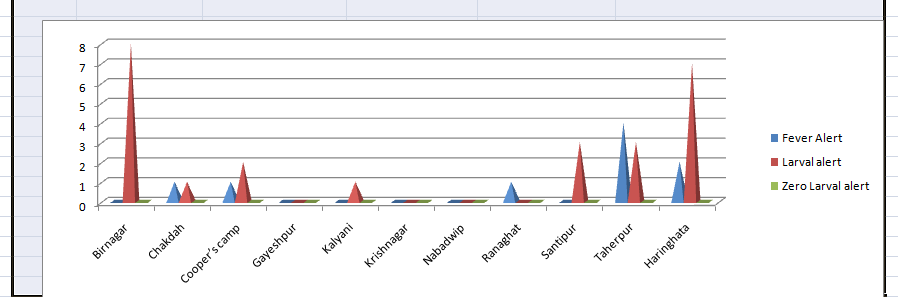 8
7
6
5
4
3
2
1
0
Birnagar
Chakdah
Cooper's camp
Gayeshpur
Kalyani
Krishnagar
Nabadwip
Ranaghat
Santipur
Taherpur
Haringhata
Fever Alert
Larval alert
Zero Larval alert